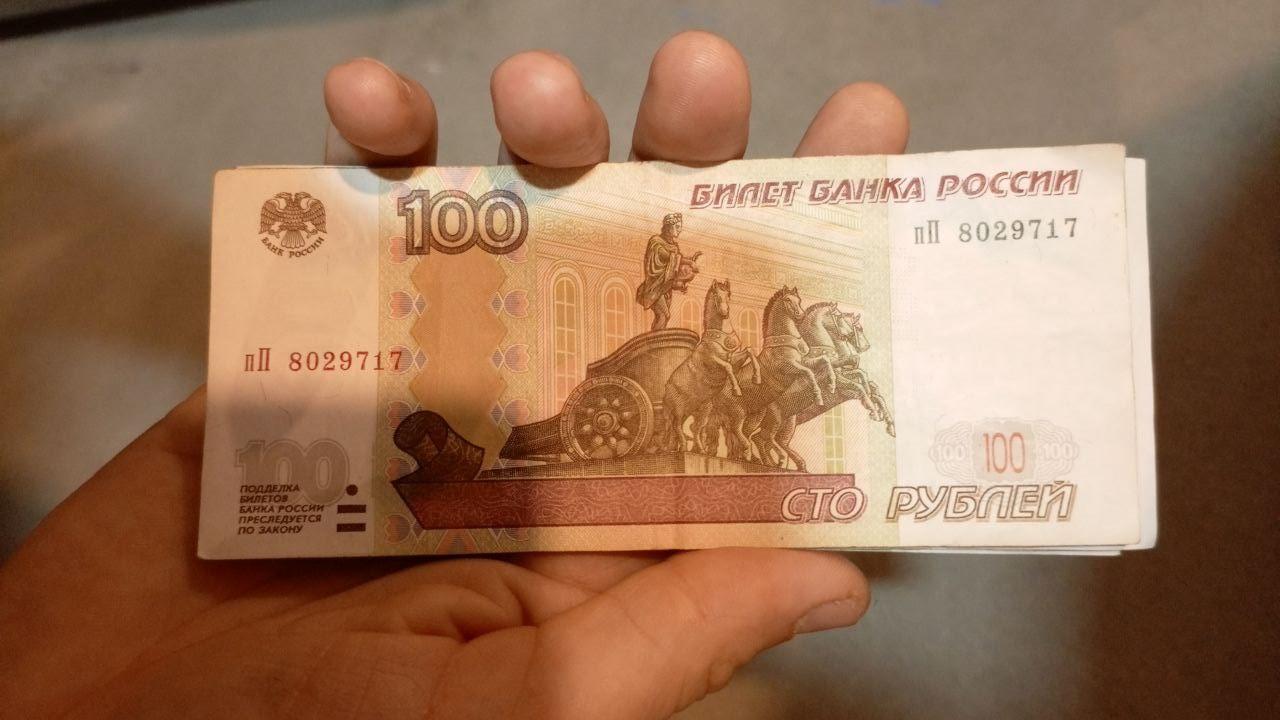 100
БИЛЕТ БАНКА РОССИИ
пП 8029717
БАНК РОССИИ
пП 8029717
100
ПОДДЕЛКА
БИЛЕТОВ
БАНКА РОССИИ
ПРЕСЛЕДУЕТСЯ
ПО ЗАКОНУ
100 100 100
СТО РУБЛЕЙ